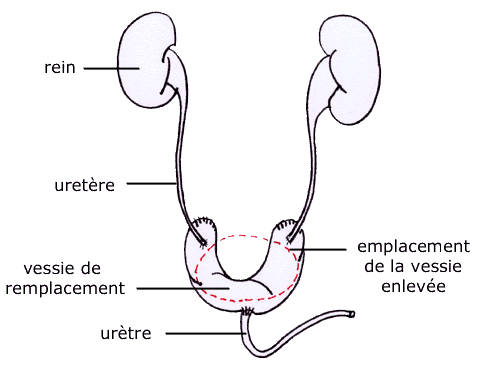 rein
uretère
emplacement
de la vessie
enlevée
vessie de
remplacement
urètre